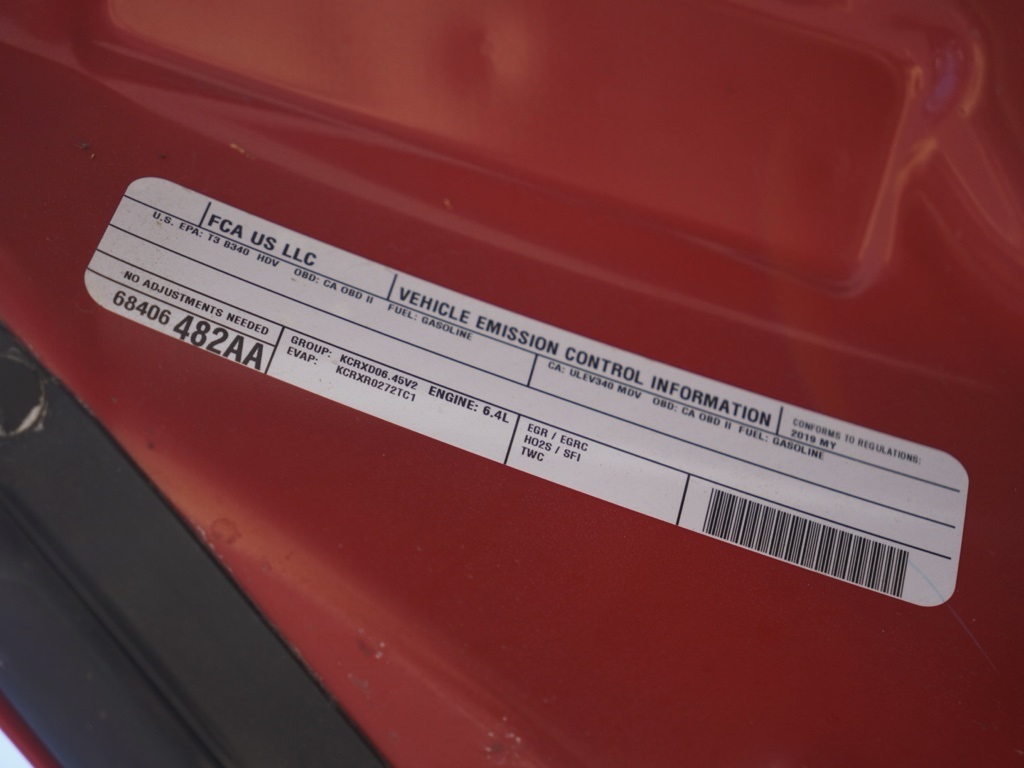 FCA US LLC
VEHICLE EMISSION CONTROL INFORMATION
CONFORMS TO REGULATIONS:
2019 MY
U.S. EPA: T3 B340 HDV OBD: CA OBD II FUEL: GASOLINE
CA: ULEV340 MDV OBD: CA OBD II FUEL: GASOLINE
NO ADJUSTMENTS NEEDED
68406 482AA
GROUP: KCRXD06.45V2 ENGINE: 6.4L
EVAP: KCRXR0272TC1
EGR / EGRC
HO2S / SFI
TWC